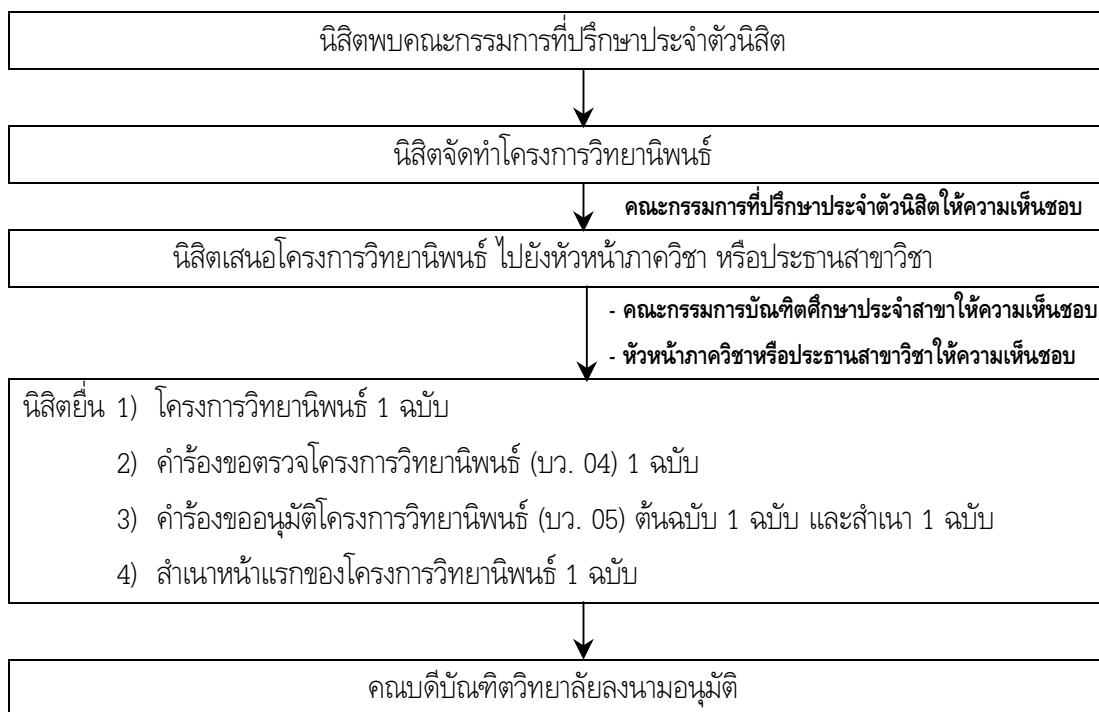 นิสิตพบคณะกรรมการที่ปรึกษาประจำตัวนิสิต
นิสิตจัดทำโครงการวิทยานิพนธ์
คณะกรรมการที่ปรึกษาประจำตัวนิสิตให้ความเห็นชอบ
นิสิตเสนอโครงการวิทยานิพนธ์ ไปยังหัวหน้าภาควิชา หรือประธานสาขาวิชา
- คณะกรรมการบัณฑิตศึกษาประจำสาขาให้ความเห็นชอบ
- หัวหน้าภาควิชาหรือประธานสาขาวิชาให้ความเห็นชอบ
นิสิตยื่น 1) โครงการวิทยานิพนธ์ 1 ฉบับ
2) คำร้องขอตรวจโครงการวิทยานิพนธ์ (บว. 04) 1 ฉบับ
3) คำร้องขออนุมัติโครงการวิทยานิพนธ์ (บว. 05) ต้นฉบับ 1 ฉบับ และสำเนา 1 ฉบับ
4) สำเนาหน้าแรกของโครงการวิทยานิพนธ์ 1 ฉบับ
คณบดีบัณฑิตวิทยาลัยลงนามอนุมัติ